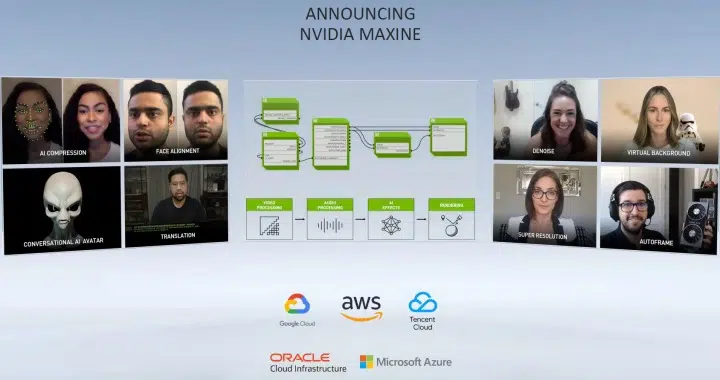 ANNOUNCING
NVIDIA MAXINE
AI COMPRESSION
FACE ALIGNMENT
CONVERSATIONAL AI AVATAR
TRANSLATION
VIDEO
PROCESSING
AUDIO
PROCESSING
AI
EFFECTS
RENDERING
DENOISE
VIRTUAL BACKGROUND
SUPER RESOLUTION
AUTOFRAME
Google Cloud
aws
Tencent
Cloud
ORACLE
Cloud Infrastructure
Microsoft Azure